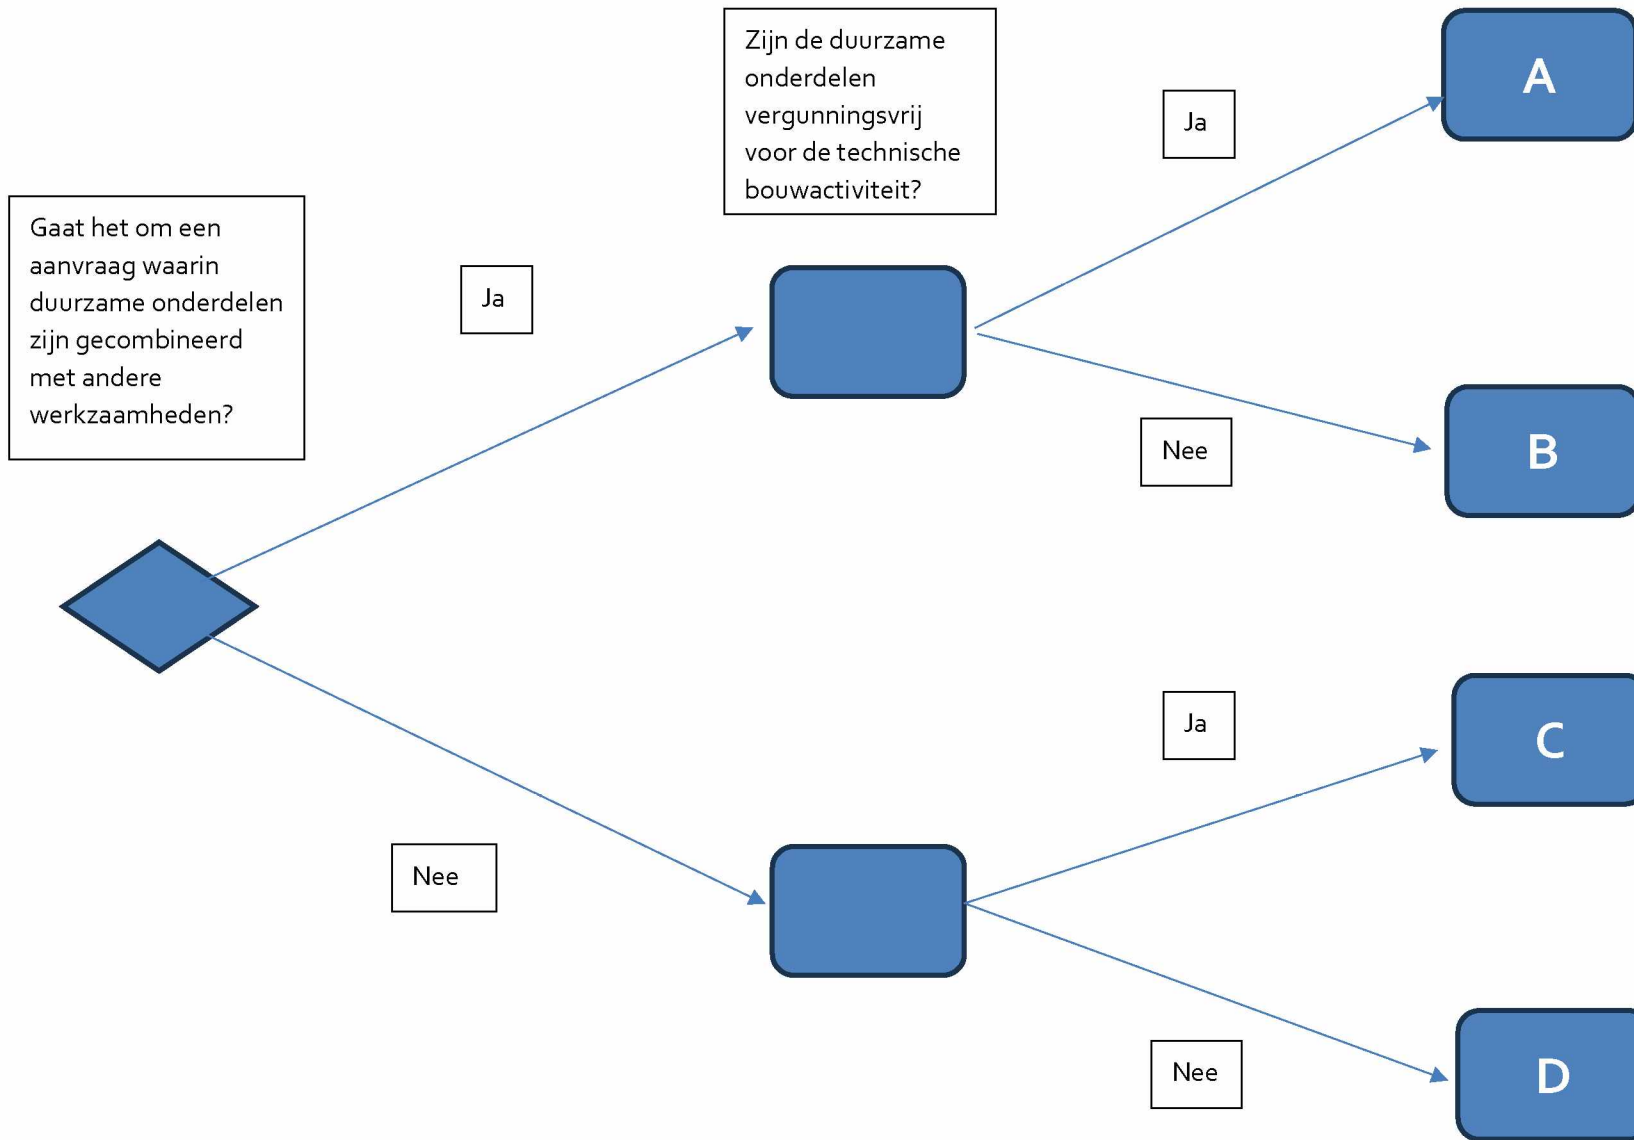 Gaat het om een
aanvraag waarin
duurzame onderdelen
zijn gecombineerd
met andere
werkzaamheden?
Ja
Nee
Zijn de duurzame
onderdelen
vergunningsvrij
voor de technische
bouwactiviteit?
Ja
A
Nee
B
Ja
C
Nee
D